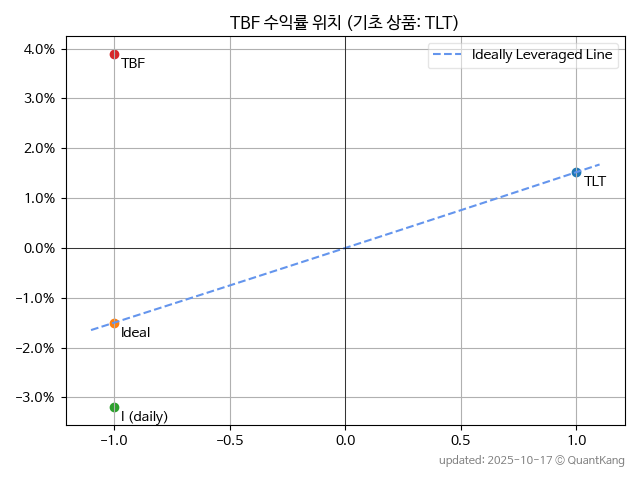 TBF 수익률 위치 (기초 상품: TLT)
Ideally Leveraged Line
4.0%
3.0%
2.0%
1.0%
0.0%
−1.0%
−2.0%
−3.0%
TBF
TLT
Ideal
I (daily)
−1.0 −0.5 0.0 0.5 1.0
updated: 2025-10-17 © QuantKang